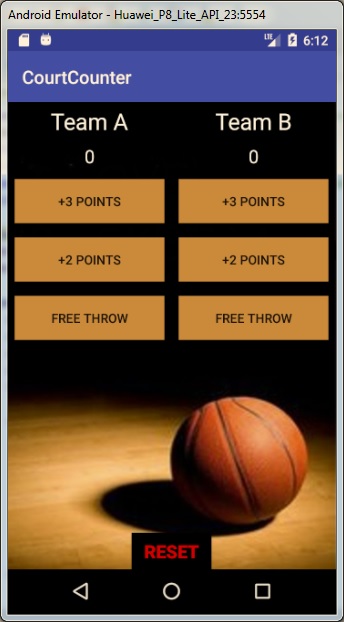 Android Emulator - Huawei_P8_Lite_API_23:5554
LTE 6:12
CourtCounter
Team A Team B
0 0
+3 POINTS +3 POINTS
+2 POINTS +2 POINTS
FREE THROW FREE THROW
RESET